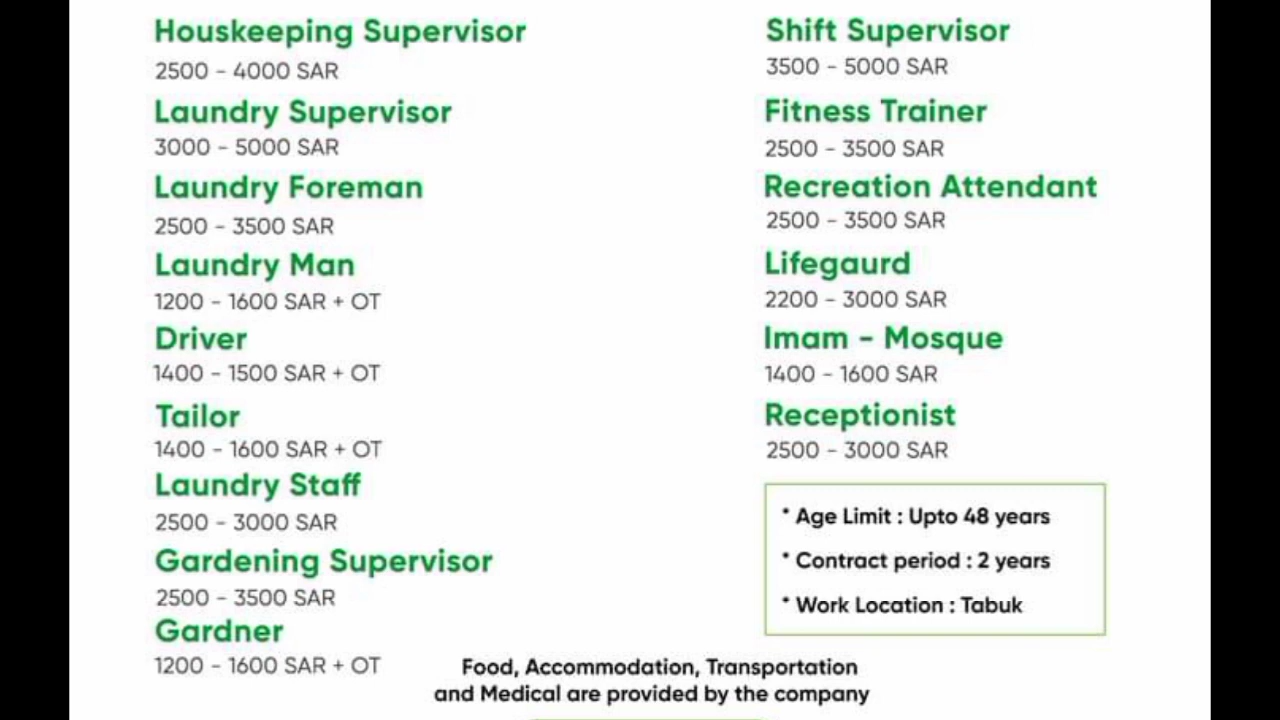 Houskeeping Supervisor
2500 - 4000 SAR
Laundry Supervisor
3000 - 5000 SAR
Laundry Foreman
2500 - 3500 SAR
Laundry Man
1200 - 1600 SAR + OT
Driver
1400 - 1500 SAR + OT
Tailor
1400 - 1600 SAR + OT
Laundry Staff
2500 - 3000 SAR
Gardening Supervisor
2500 - 3500 SAR
Gardner
1200 - 1600 SAR + OT
Shift Supervisor
3500 - 5000 SAR
Fitness Trainer
2500 - 3500 SAR
Recreation Attendant
2500 - 3500 SAR
Lifegaurd
2200 - 3000 SAR
Imam - Mosque
1400 - 1600 SAR
Receptionist
2500 - 3000 SAR
* Age Limit : Upto 48 years
* Contract period : 2 years
* Work Location : Tabuk
Food, Accommodation, Transportation
and Medical are provided by the company